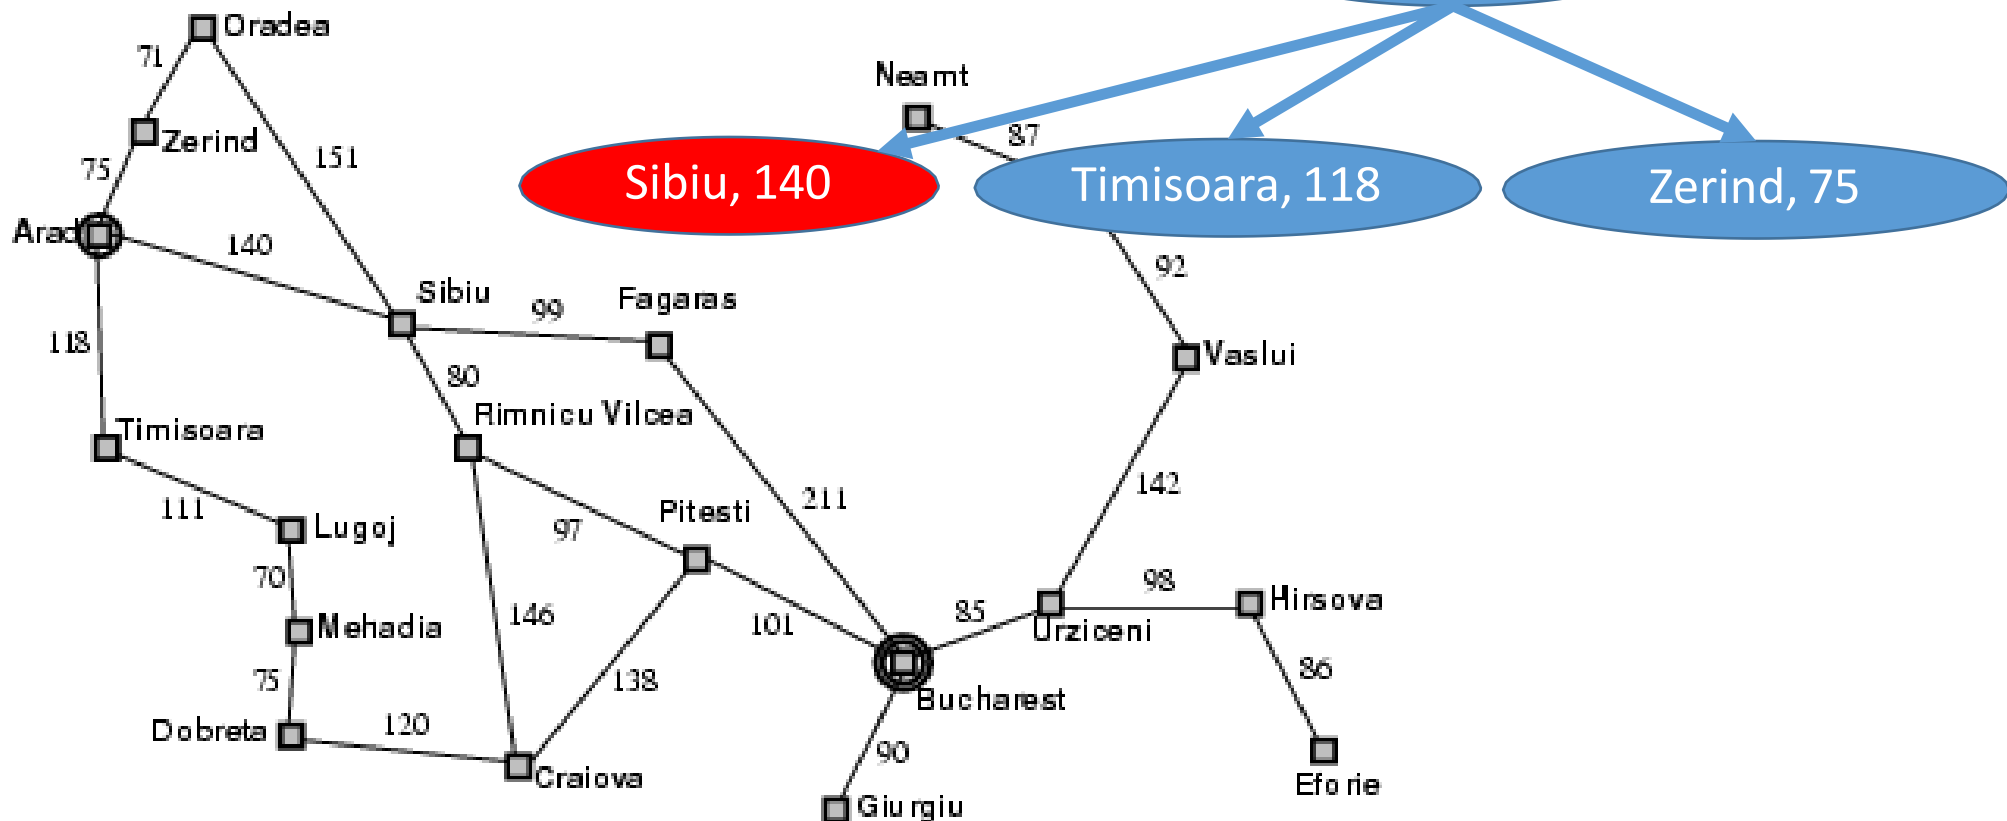 Oradea
71
Neamt
Zerind
87
151
75
Sibiu, 140
Timisoara, 118
Zerind, 75
Arad
140
92
Sibiu
99
Fagaras
118
80
Vaslui
Rimnicu Vilcea
Timisoara
142
211
111
Lugoj
97
Pitesti
70
98
Hirsova
146
101
85
Mehadia
Urziceni
138
86
75
Bucharest
Dobreta
120
90
Craiova
Eforie
Giurgiu